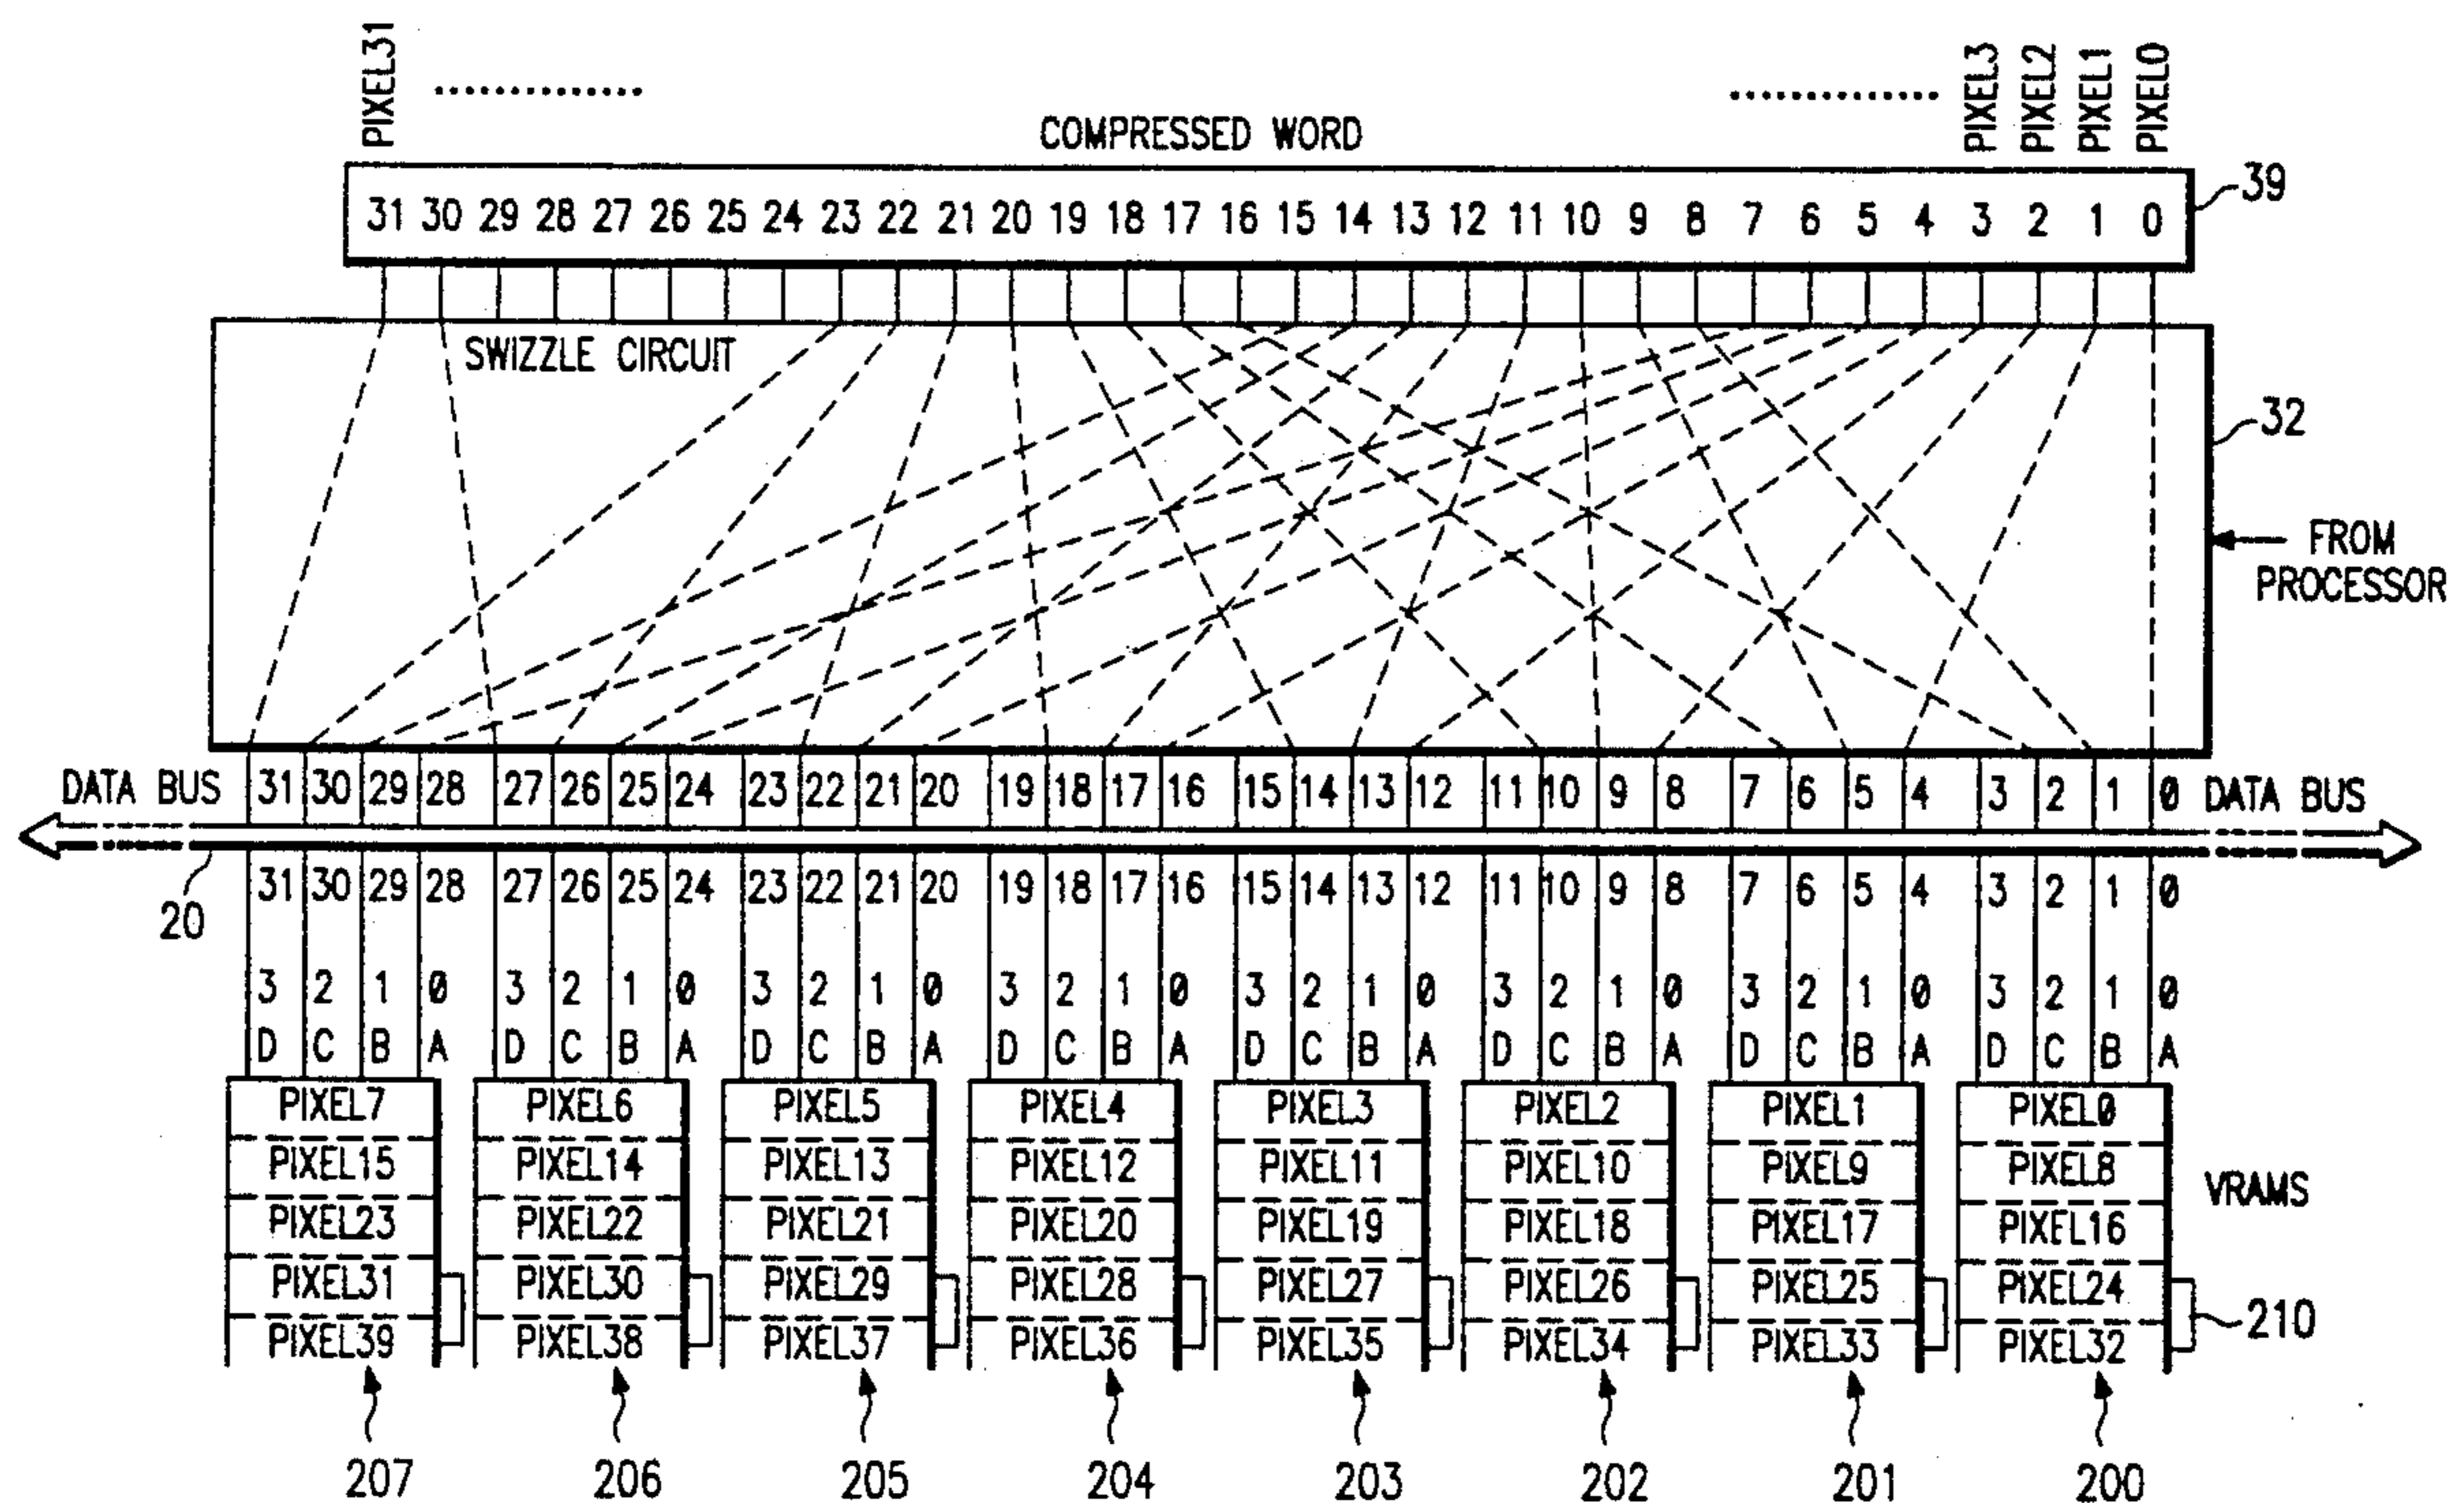 PIXEL31 ............ ............ PIXEL3 PIXEL2 PIXEL1 PIXEL0
COMPRESSED WORD
31 30 29 28 27 26 25 24 23 22 21 20 19 18 17 16 15 14 13 12 11 10 9 8 7 6 5 4 3 2 1 0
39
SWIZZLE CIRCUIT
32
FROM
PROCESSOR
DATA BUS 31 30 29 28 27 26 25 24 23 22 21 20 19 18 17 16 15 14 13 12 11 10 9 8 7 6 5 4 3 2 1 0 DATA BUS
31 30 29 28 27 26 25 24 23 22 21 20 19 18 17 16 15 14 13 12 11 10 9 8 7 6 5 4 3 2 1 0
20
3 2 1 0 3 2 1 0 3 2 1 0 3 2 1 0 3 2 1 0 3 2 1 0 3 2 1 0 3 2 1 0
D C B A D C B A D C B A D C B A D C B A D C B A D C B A D C B A
PIXEL7 PIXEL6 PIXEL5 PIXEL4 PIXEL3 PIXEL2 PIXEL1 PIXEL0
PIXEL15 PIXEL14 PIXEL13 PIXEL12 PIXEL11 PIXEL10 PIXEL9 PIXEL8
VRAMS
PIXEL23 PIXEL22 PIXEL21 PIXEL20 PIXEL19 PIXEL18 PIXEL17 PIXEL16
PIXEL31 PIXEL30 PIXEL29 PIXEL28 PIXEL27 PIXEL26 PIXEL25 PIXEL24
210
PIXEL39 PIXEL38 PIXEL37 PIXEL36 PIXEL35 PIXEL34 PIXEL33 PIXEL32
207 206 205 204 203 202 201 200